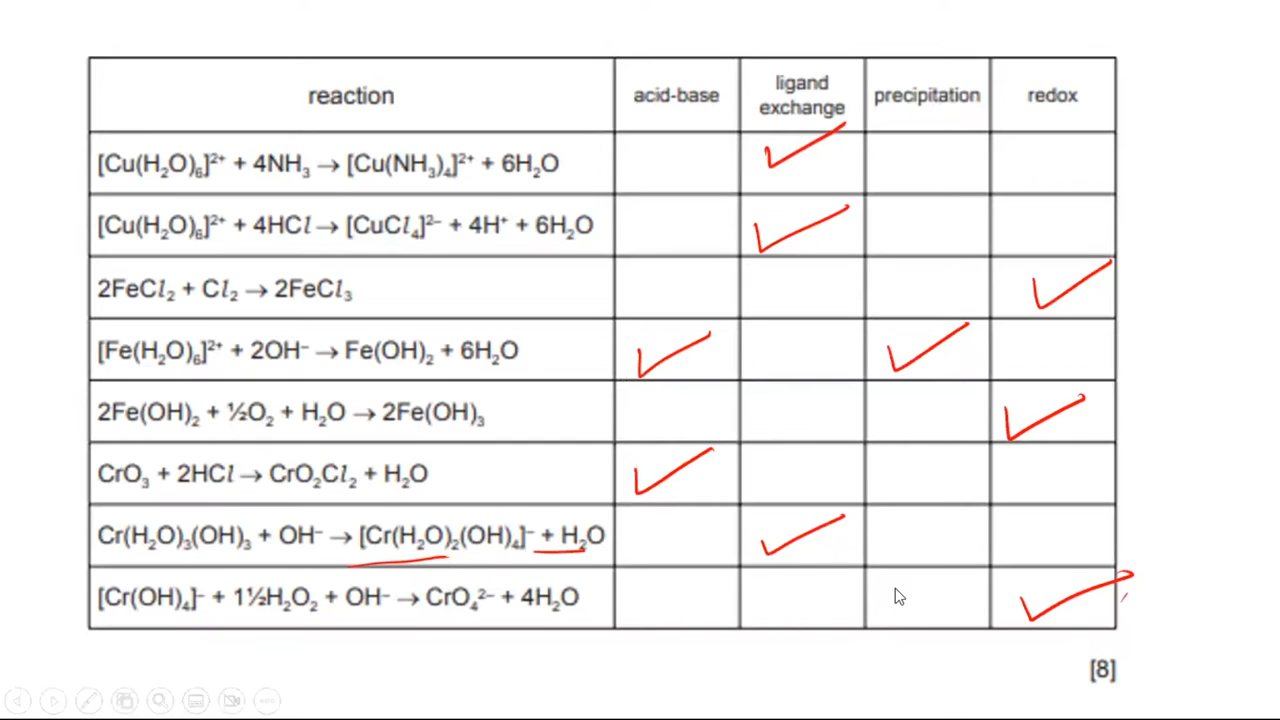 reaction acid-base ligand exchange precipitation redox
[Cu(H₂O)₆]²⁺ + 4NH₃ → [Cu(NH₃)₄]²⁺ + 6H₂O
[Cu(H₂O)₆]²⁺ + 4HCl → [CuCl₄]²⁻ + 4H⁺ + 6H₂O
2FeCl₂ + Cl₂ → 2FeCl₃
[Fe(H₂O)₆]²⁺ + 2OH⁻ → Fe(OH)₂ + 6H₂O
2Fe(OH)₂ + ½O₂ + H₂O → 2Fe(OH)₃
CrO₃ + 2HCl → CrO₂Cl₂ + H₂O
Cr(H₂O)₃(OH)₃ + OH⁻ → [Cr(H₂O)₂(OH)₄]⁻ + H₂O
[Cr(OH)₄]⁻ + 1½H₂O₂ + OH⁻ → CrO₄²⁻ + 4H₂O
[8]